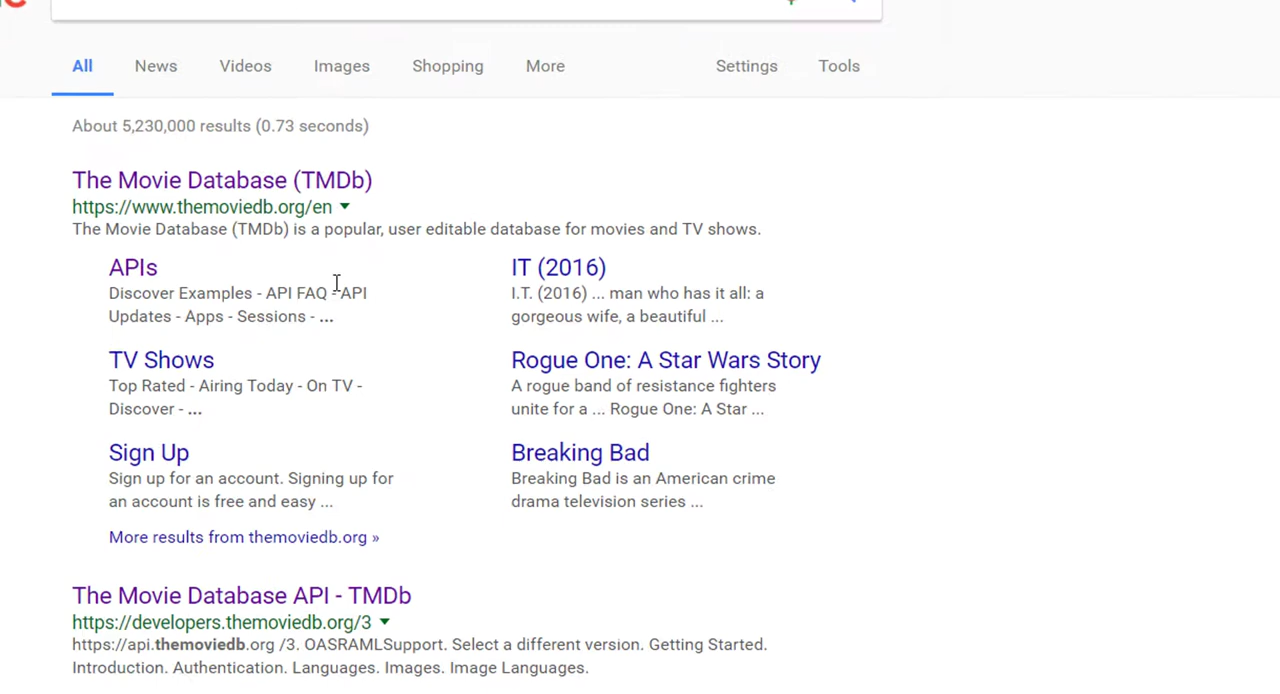 All News Videos Images Shopping More Settings Tools
About 5,230,000 results (0.73 seconds)
The Movie Database (TMDb)
https://www.themoviedb.org/en
The Movie Database (TMDb) is a popular, user editable database for movies and TV shows.
APIs
Discover Examples - API FAQ - API
Updates - Apps - Sessions - ...
IT (2016)
I.T. (2016) ... man who has it all: a
gorgeous wife, a beautiful ...
TV Shows
Top Rated - Airing Today - On TV -
Discover - ...
Rogue One: A Star Wars Story
A rogue band of resistance fighters
unite for a ... Rogue One: A Star ...
Sign Up
Sign up for an account. Signing up for
an account is free and easy ...
Breaking Bad
Breaking Bad is an American crime
drama television series ...
More results from themoviedb.org »
The Movie Database API - TMDb
https://developers.themoviedb.org/3
https://api.themoviedb.org /3. OASRAMLSupport. Select a different version. Getting Started.
Introduction. Authentication. Languages. Images. Image Languages.